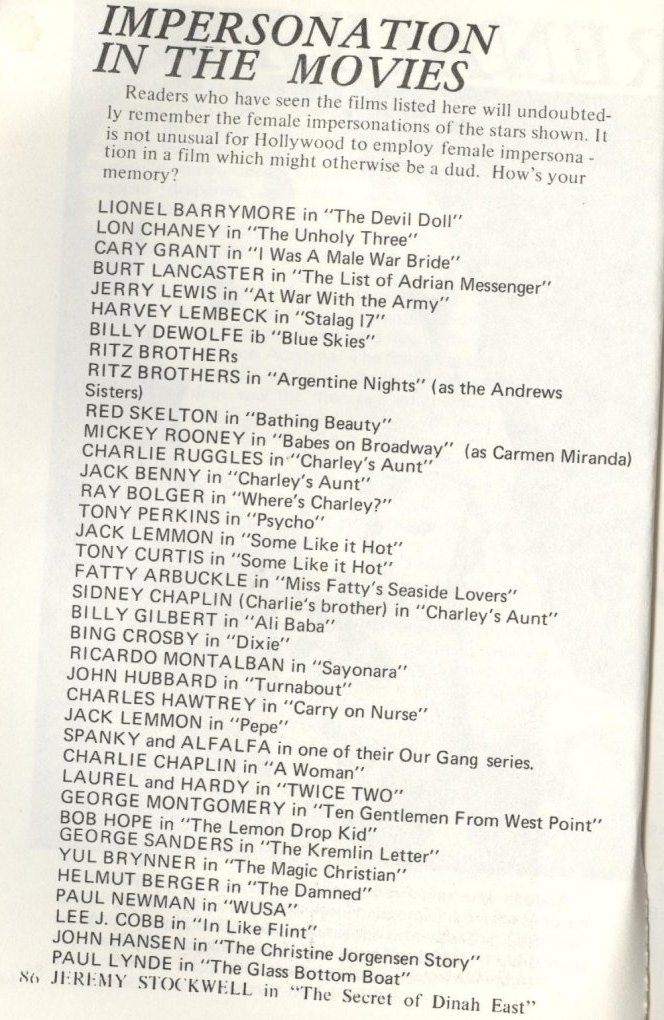 IMPERSONATION
IN THE MOVIES
Readers who have seen the films listed here will undoubted-
ly remember the female impersonations of the stars shown. It
is not unusual for Hollywood to employ female impersona -
tion in a film which might otherwise be a dud. How's your
memory?
LIONEL BARRYMORE in "The Devil Doll"
LON CHANEY in "The Unholy Three"
CARY GRANT in "I Was A Male War Bride"
BURT LANCASTER in "The List of Adrian Messenger"
JERRY LEWIS in "At War With the Army"
HARVEY LEMBECK in "Stalag I7"
BILLY DEWOLFE ib "Blue Skies"
RITZ BROTHERs
RITZ BROTHERS in "Argentine Nights" (as the Andrews
Sisters)
RED SKELTON in "Bathing Beauty"
MICKEY ROONEY in "Babes on Broadway" (as Carmen Miranda)
CHARLIE RUGGLES in "Charley's Aunt"
JACK BENNY in "Charley's Aunt"
RAY BOLGER in "Where's Charley?"
TONY PERKINS in "Psycho"
JACK LEMMON in "Some Like it Hot"
TONY CURTIS in "Some Like it Hot"
FATTY ARBUCKLE in "Miss Fatty's Seaside Lovers"
SIDNEY CHAPLIN (Charlie's brother) in "Charley's Aunt"
BILLY GILBERT in "Ali Baba"
BING CROSBY in "Dixie"
RICARDO MONTALBAN in "Sayonara"
JOHN HUBBARD in "Turnabout"
CHARLES HAWTREY in "Carry on Nurse"
JACK LEMMON in "Pepe"
SPANKY and ALFALFA in one of their Our Gang series.
CHARLIE CHAPLIN in "A Woman"
LAUREL and HARDY in "TWICE TWO"
GEORGE MONTGOMERY in "Ten Gentlemen From West Point"
BOB HOPE in "The Lemon Drop Kid"
GEORGE SANDERS in "The Kremlin Letter"
YUL BRYNNER in "The Magic Christian"
HELMUT BERGER in "The Damned"
PAUL NEWMAN in "WUSA"
LEE J. COBB in "In Like Flint"
JOHN HANSEN in "The Christine Jorgensen Story"
PAUL LYNDE in "The Glass Bottom Boat"
86 JEREMY STOCKWELL in "The Secret of Dinah East"